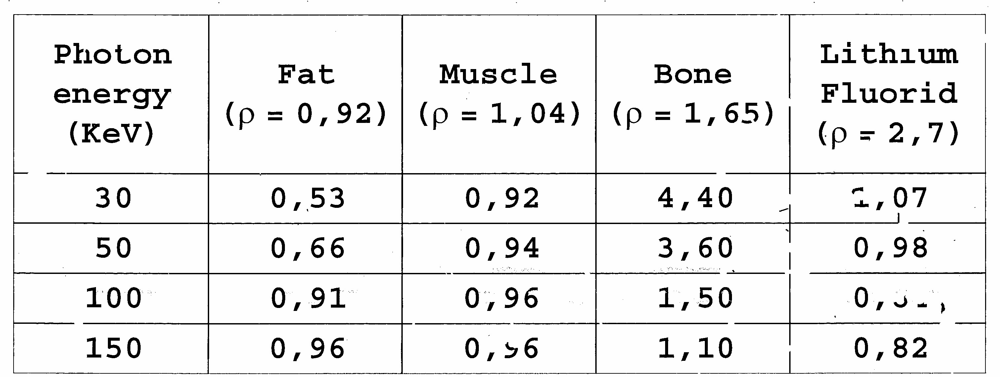 Photon
energy
(KeV)
Fat
(ρ = 0,92)
Muscle
(ρ = 1,04)
Bone
(ρ = 1,65)
Lithium
Fluorid
(ρ = 2,7)
30 0,53 0,92 4,40 1,07
50 0,66 0,94 3,60 0,98
100 0,91 0,96 1,50
150 0,96 0,96 1,10 0,82